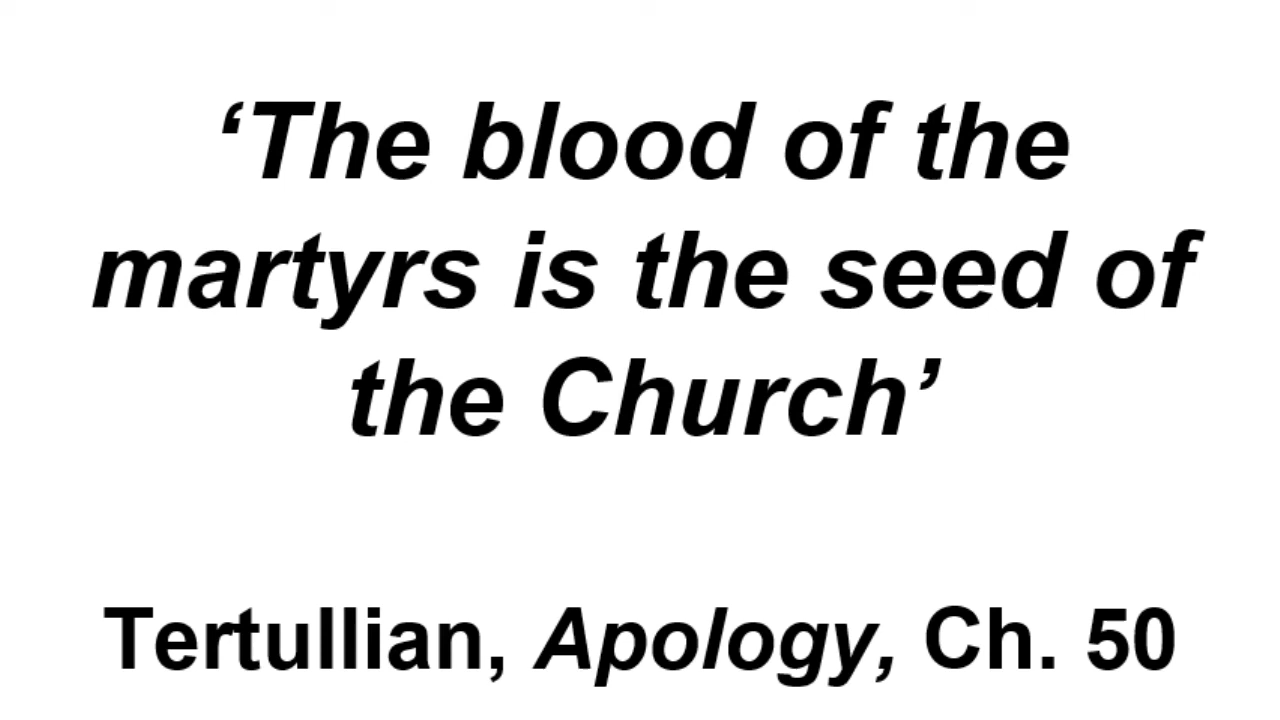 ‘The blood of the
martyrs is the seed of
the Church’
Tertullian, Apology, Ch. 50